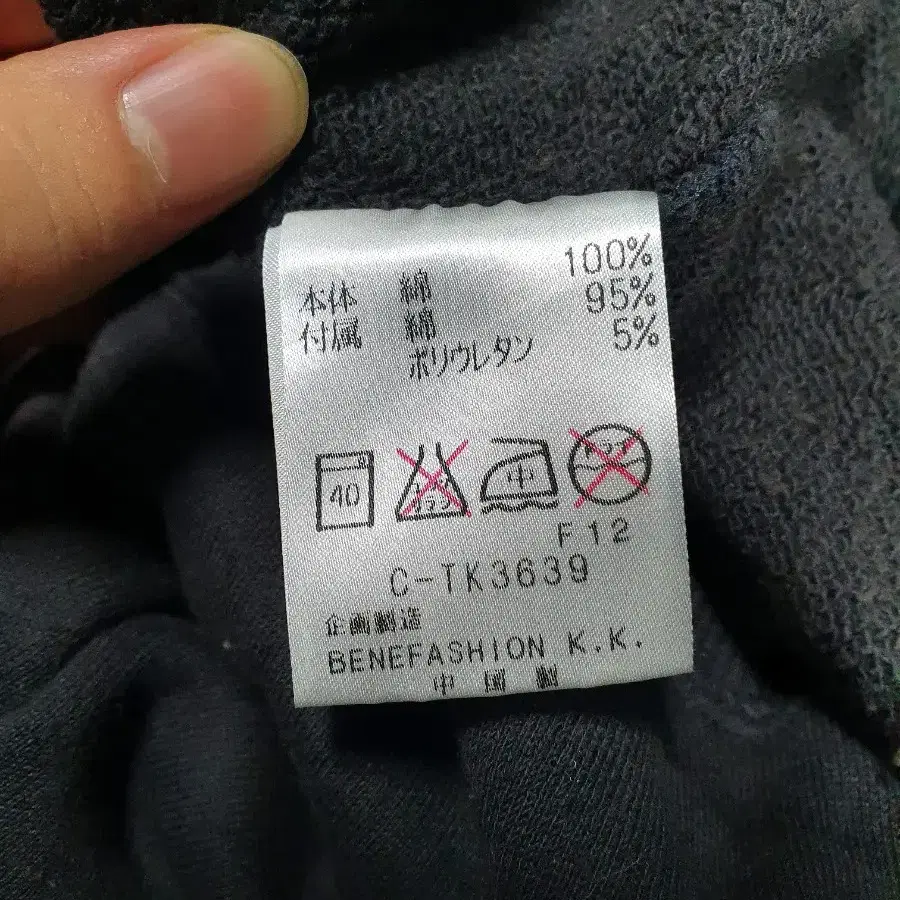 本体 綿 100%
付属 綿 95%
ポリウレタン 5%
40 中
F12
C-TK3639
企画製造
BENEFASHION K.K.
中国製